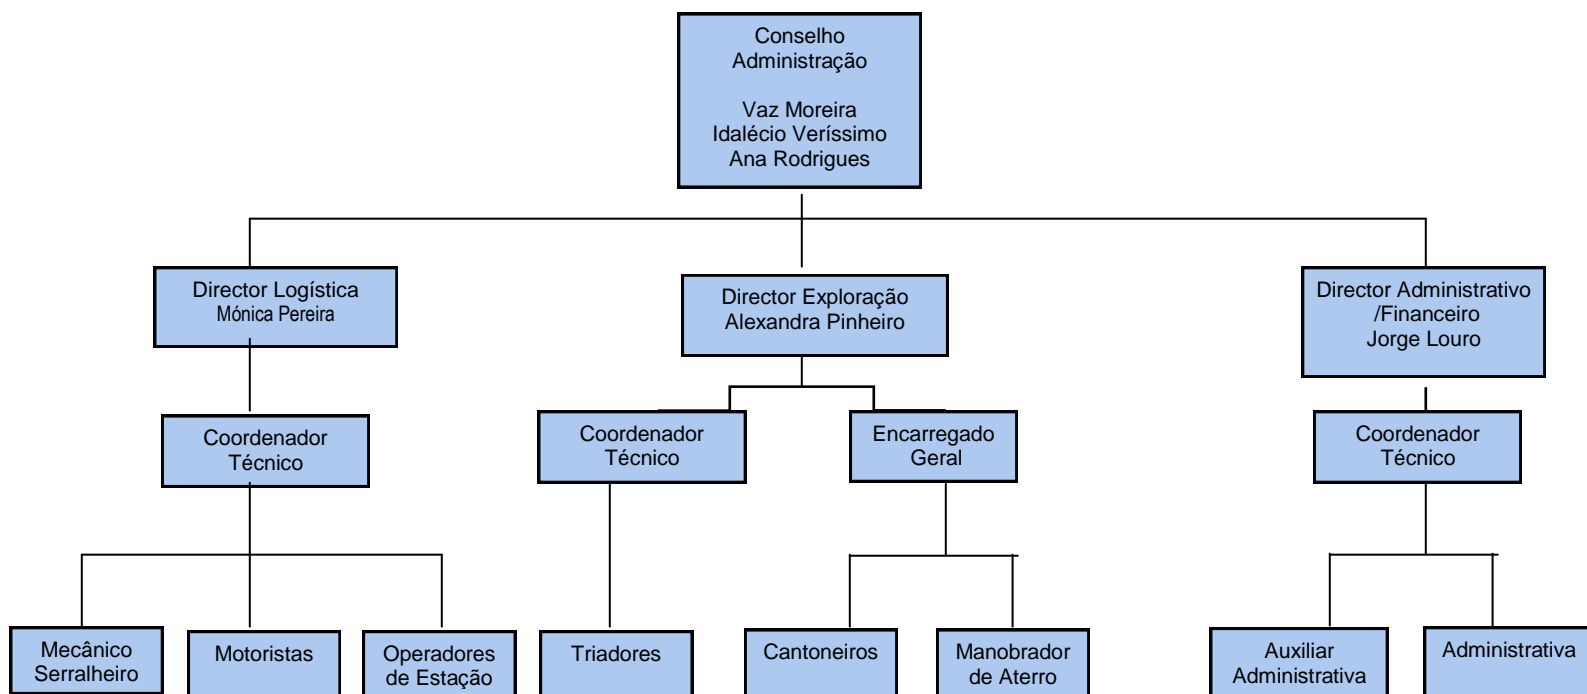 Conselho
Administração
Vaz Moreira
Idalécio Veríssimo
Ana Rodrigues
Director Logística
Mónica Pereira
Director Exploração
Alexandra Pinheiro
Director Administrativo
/Financeiro
Jorge Louro
Coordenador
Técnico
Coordenador
Técnico
Encarregado
Geral
Coordenador
Técnico
Mecânico
Serralheiro
Motoristas
Operadores
de Estação
Triadores
Cantoneiros
Manobrador
de Aterro
Auxiliar
Administrativa
Administrativa